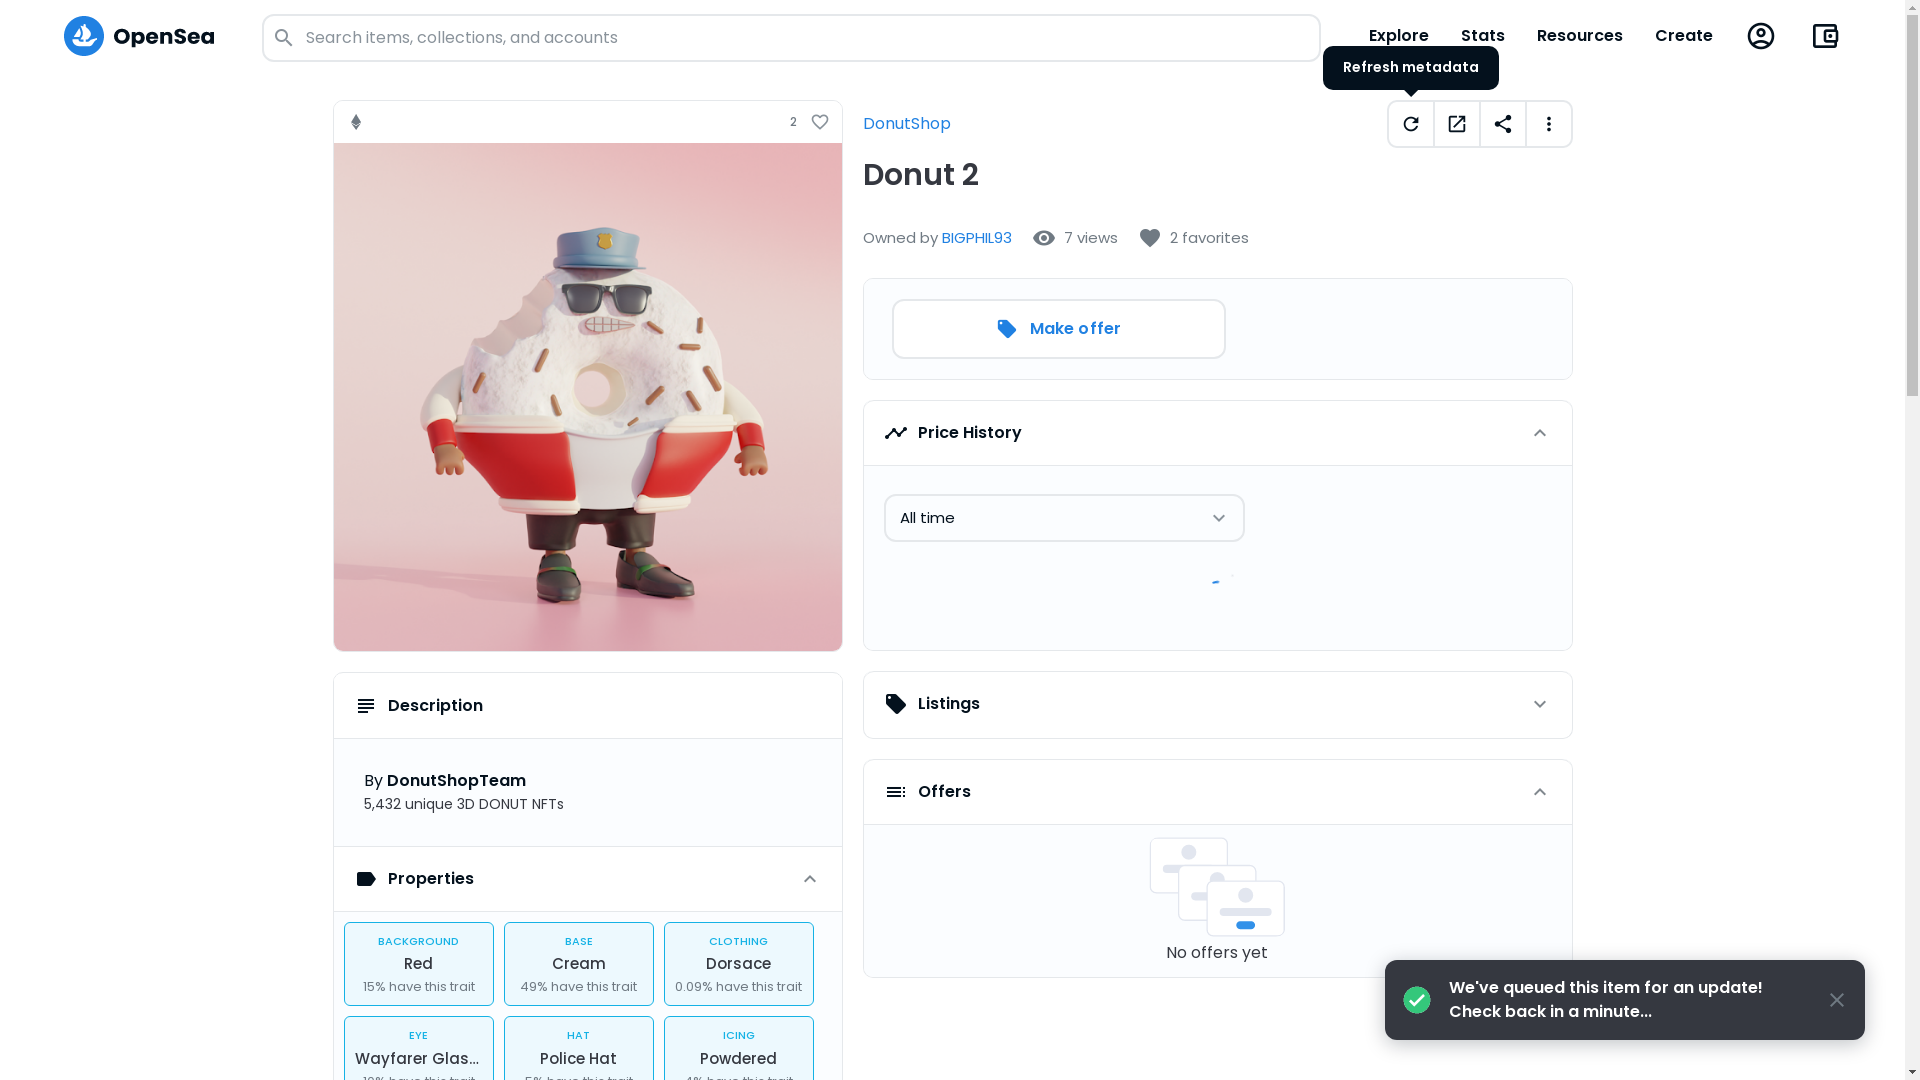 OpenSea
Search items, collections, and accounts
Explore
Stats
Resources
Create
Refresh metadata
2
DonutShop
Donut 2
Owned by BIGPHIL93
7 views
2 favorites
Make offer
Price History
All time
Listings
Offers
No offers yet
Description
By DonutShopTeam
5,432 unique 3D DONUT NFTs
Properties
BACKGROUND
Red
15% have this trait
BASE
Cream
49% have this trait
CLOTHING
Dorsace
0.09% have this trait
EYE
Wayfarer Glas...
HAT
Police Hat
ICING
Powdered
We've queued this item for an update!
Check back in a minute...